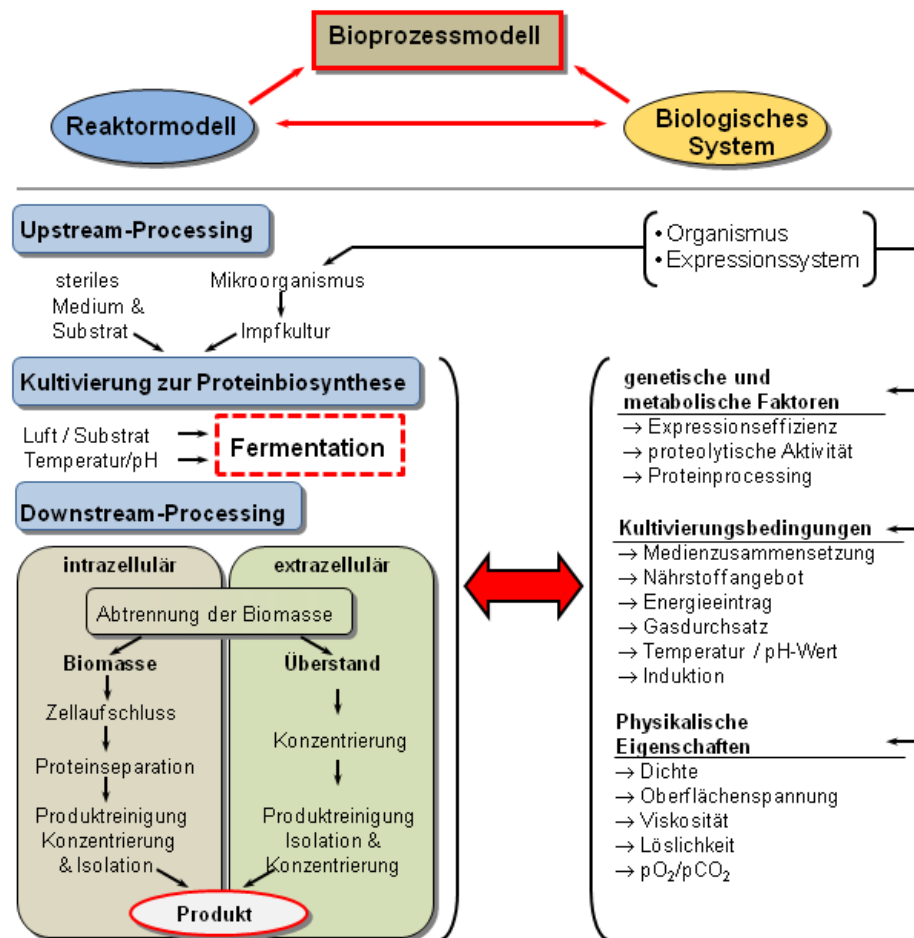 Bioprozessmodell
Reaktormodell
Biologisches
System
Upstream-Processing
• Organismus
• Expressionssystem
steriles
Medium &
Substrat
Mikroorganismus
Impfkultur
Kultivierung zur Proteinbiosynthese
Luft / Substrat
Temperatur/pH
Fermentation
Downstream-Processing
intrazellulär
extrazellulär
Abtrennung der Biomasse
Biomasse
Zellaufschluss
Proteinseparation
Produktreinigung
Konzentrierung
& Isolation
Überstand
Konzentrierung
Produktreinigung
Isolation &
Konzentrierung
Produkt
genetische und
metabolische Faktoren
→ Expressionseffizienz
→ proteolytische Aktivität
→ Proteinprocessing
Kultivierungsbedingungen
→ Medienzusammensetzung
→ Nährstoffangebot
→ Energieeintrag
→ Gasdurchsatz
→ Temperatur / pH-Wert
→ Induktion
Physikalische
Eigenschaften
→ Dichte
→ Oberflächenspannung
→ Viskosität
→ Löslichkeit
→ pO₂/pCO₂